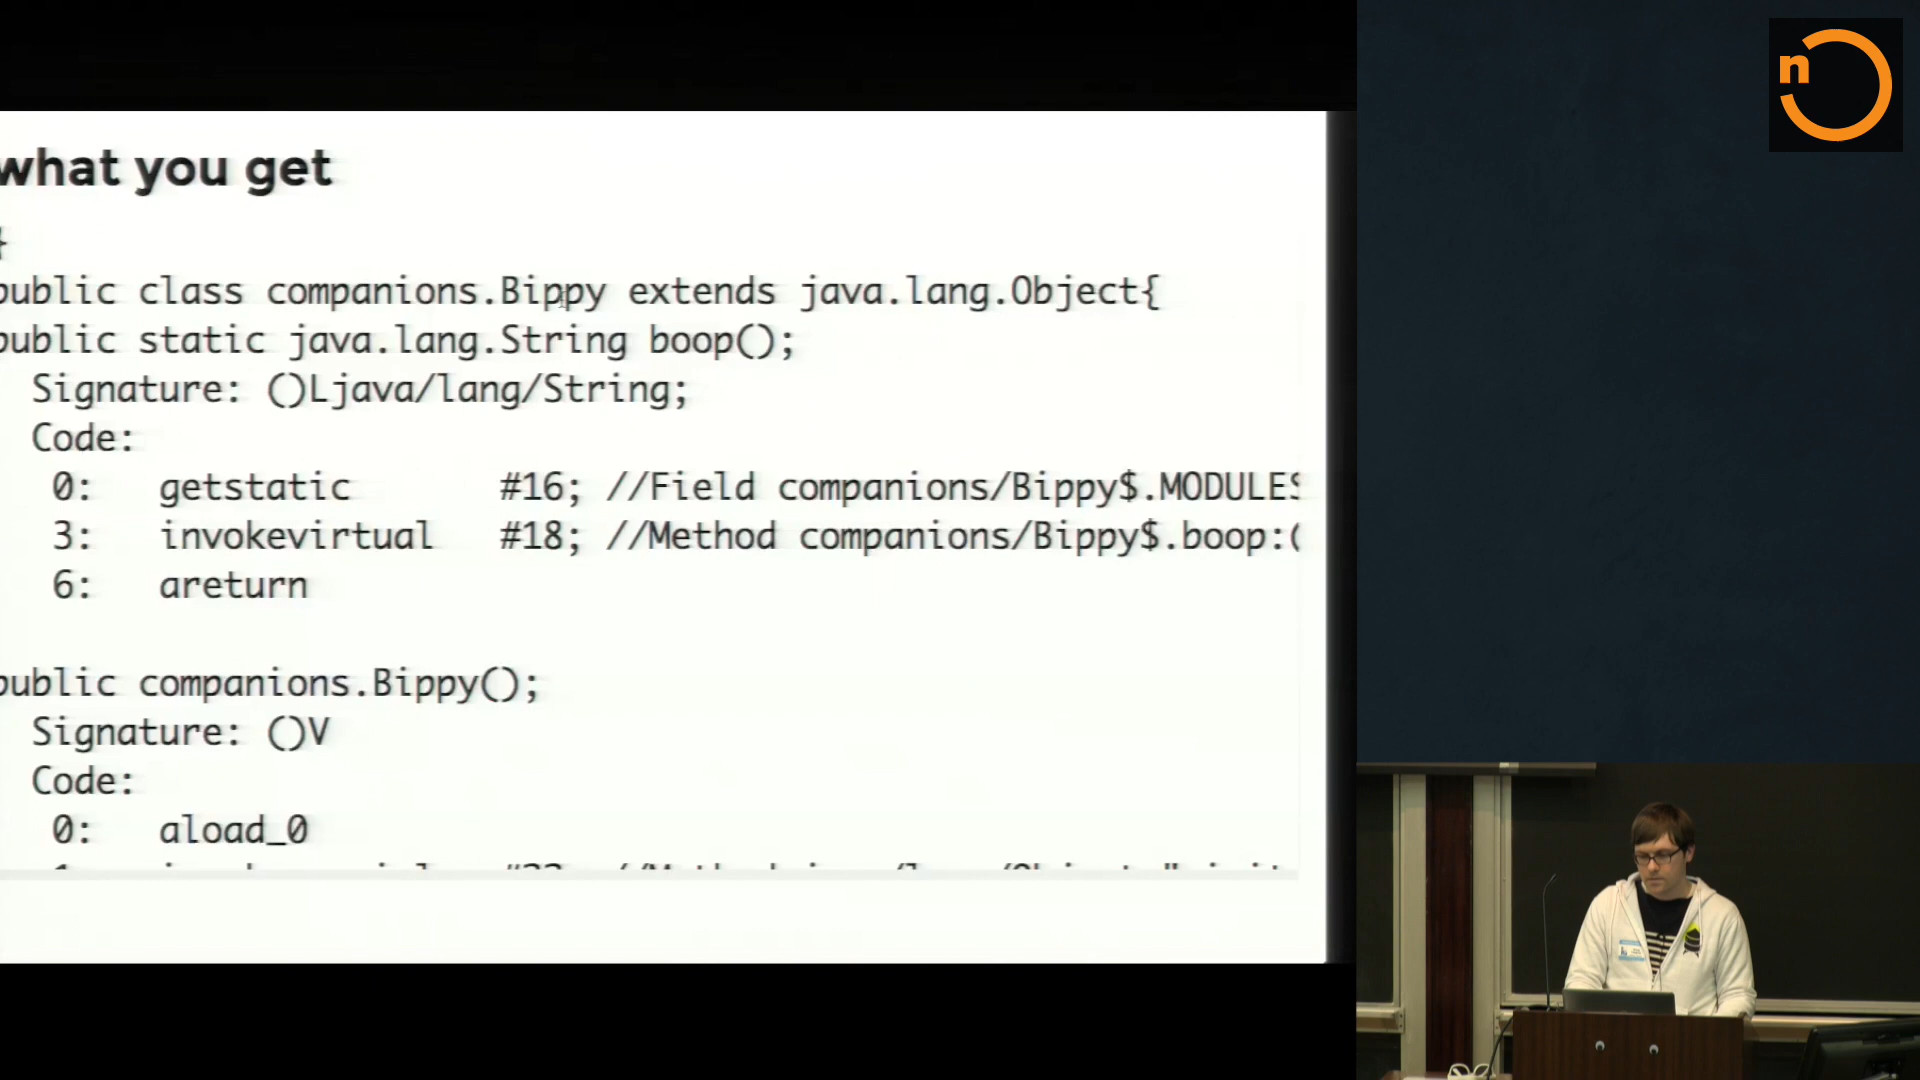 what you get
}
public class companions.Bippy extends java.lang.Object{
public static java.lang.String boop();
Signature: ()Ljava/lang/String;
Code:
0: getstatic #16; //Field companions/Bippy$.MODULE$
3: invokevirtual #18; //Method companions/Bippy$.boop:(
6: areturn
public companions.Bippy();
Signature: ()V
Code:
0: aload_0
n